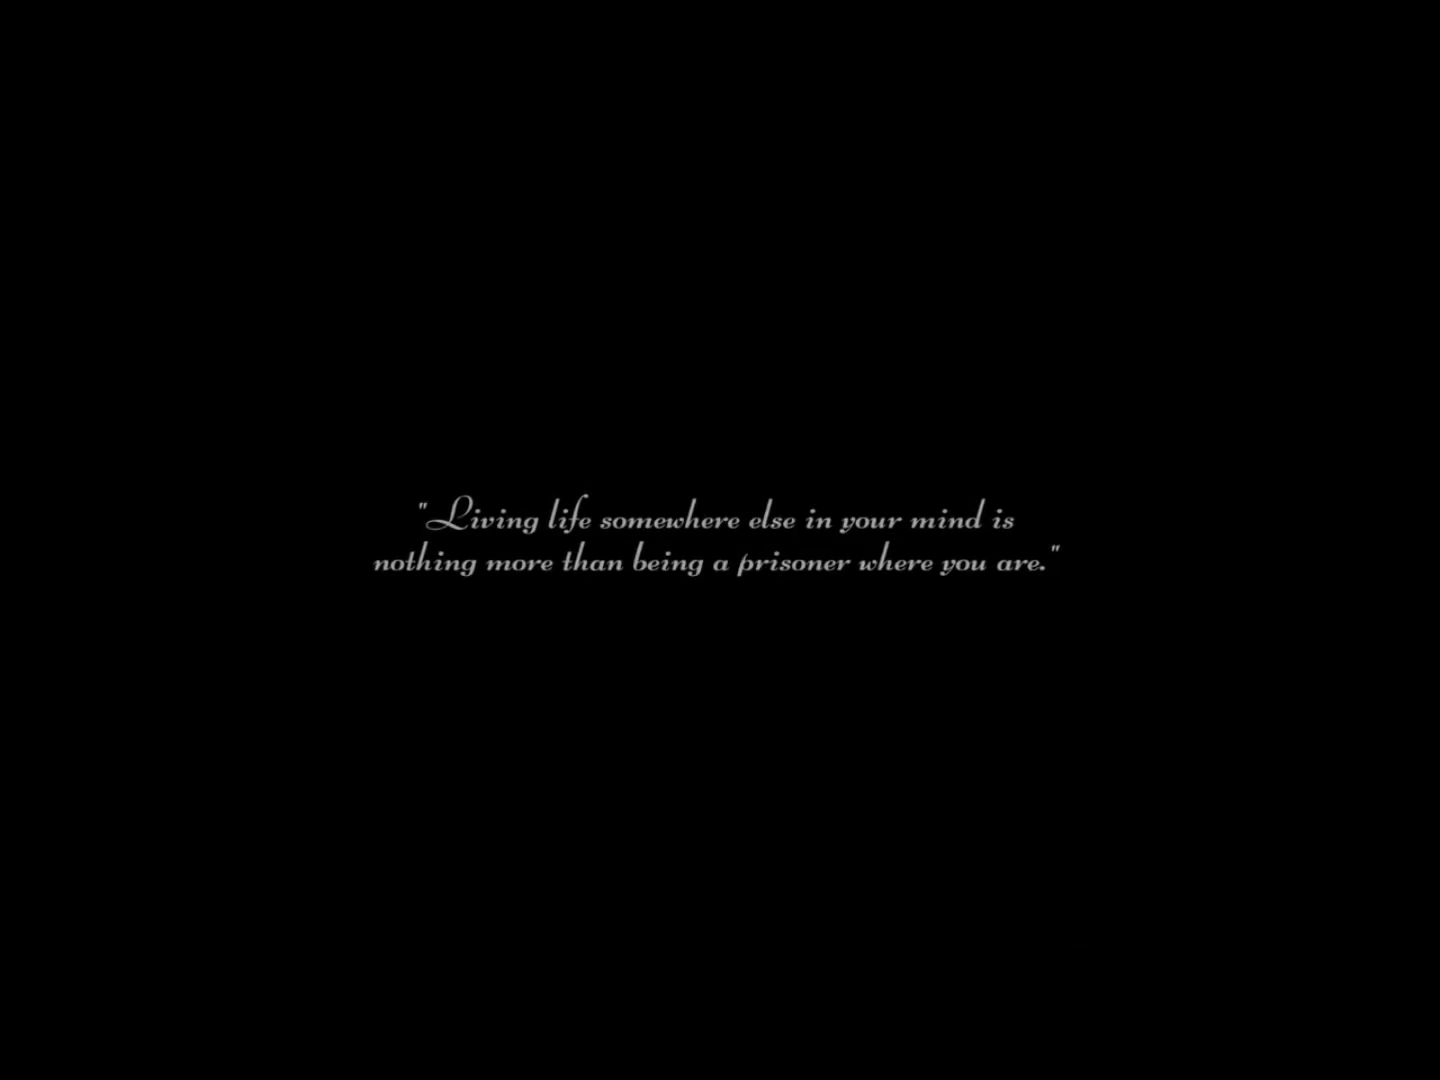 "Living life somewhere else in your mind is
nothing more than being a prisoner where you are."